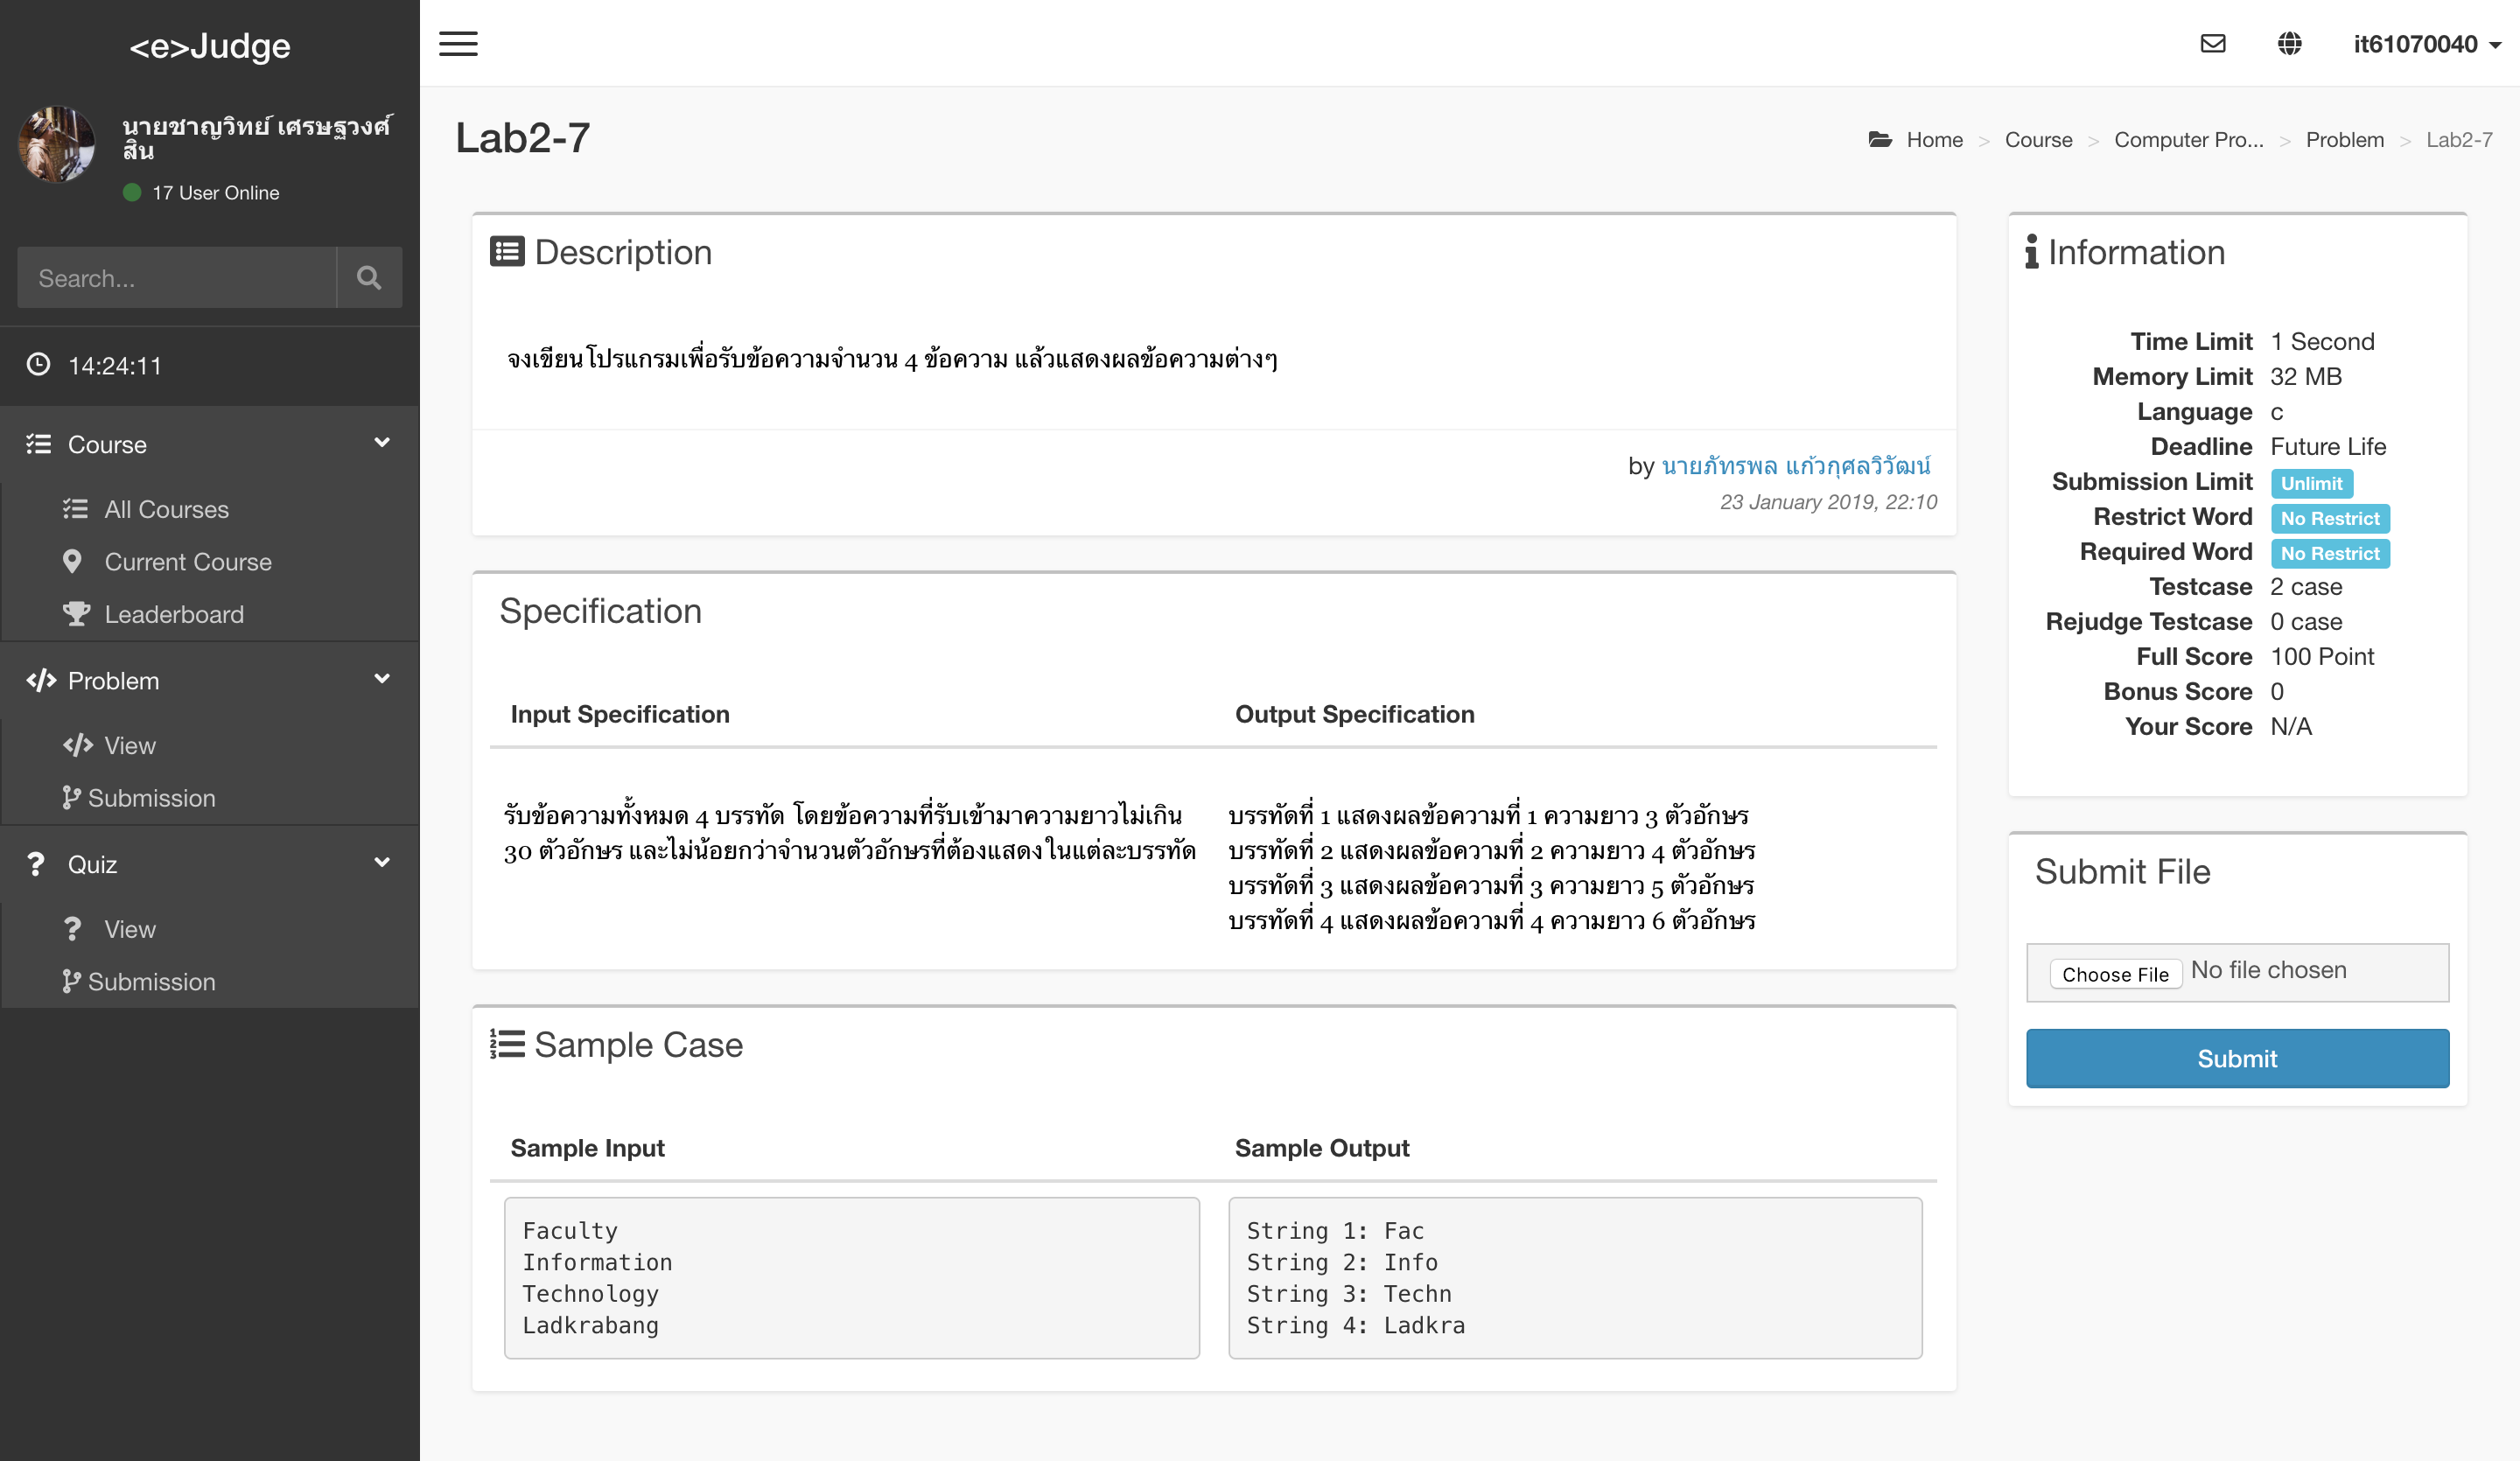 <e>Judge
นายชาญวิทย์ เศรษฐวงศ์
สิน
17 User Online
Search...
14:24:11
Course
All Courses
Current Course
Leaderboard
Problem
View
Submission
Quiz
View
Submission
it61070040
Lab2-7
Home > Course > Computer Pro... > Problem > Lab2-7
Description
จงเขียนโปรแกรมเพื่อรับข้อความจำนวน 4 ข้อความ แล้วแสดงผลข้อความต่างๆ
by นายภัทรพล แก้วกุศลวิวัฒน์
23 January 2019, 22:10
Specification
Input Specification
รับข้อความทั้งหมด 4 บรรทัด โดยข้อความที่รับเข้ามาความยาวไม่เกิน
30 ตัวอักษร และไม่น้อยกว่าจำนวนตัวอักษรที่ต้องแสดงในแต่ละบรรทัด
Output Specification
บรรทัดที่ 1 แสดงผลข้อความที่ 1 ความยาว 3 ตัวอักษร
บรรทัดที่ 2 แสดงผลข้อความที่ 2 ความยาว 4 ตัวอักษร
บรรทัดที่ 3 แสดงผลข้อความที่ 3 ความยาว 5 ตัวอักษร
บรรทัดที่ 4 แสดงผลข้อความที่ 4 ความยาว 6 ตัวอักษร
Sample Case
Sample Input
Faculty
Information
Technology
Ladkrabang
Sample Output
String 1: Fac
String 2: Info
String 3: Techn
String 4: Ladkra
Information
Time Limit 1 Second
Memory Limit 32 MB
Language c
Deadline Future Life
Submission Limit Unlimit
Restrict Word No Restrict
Required Word No Restrict
Testcase 2 case
Rejudge Testcase 0 case
Full Score 100 Point
Bonus Score 0
Your Score N/A
Submit File
Choose File No file chosen
Submit